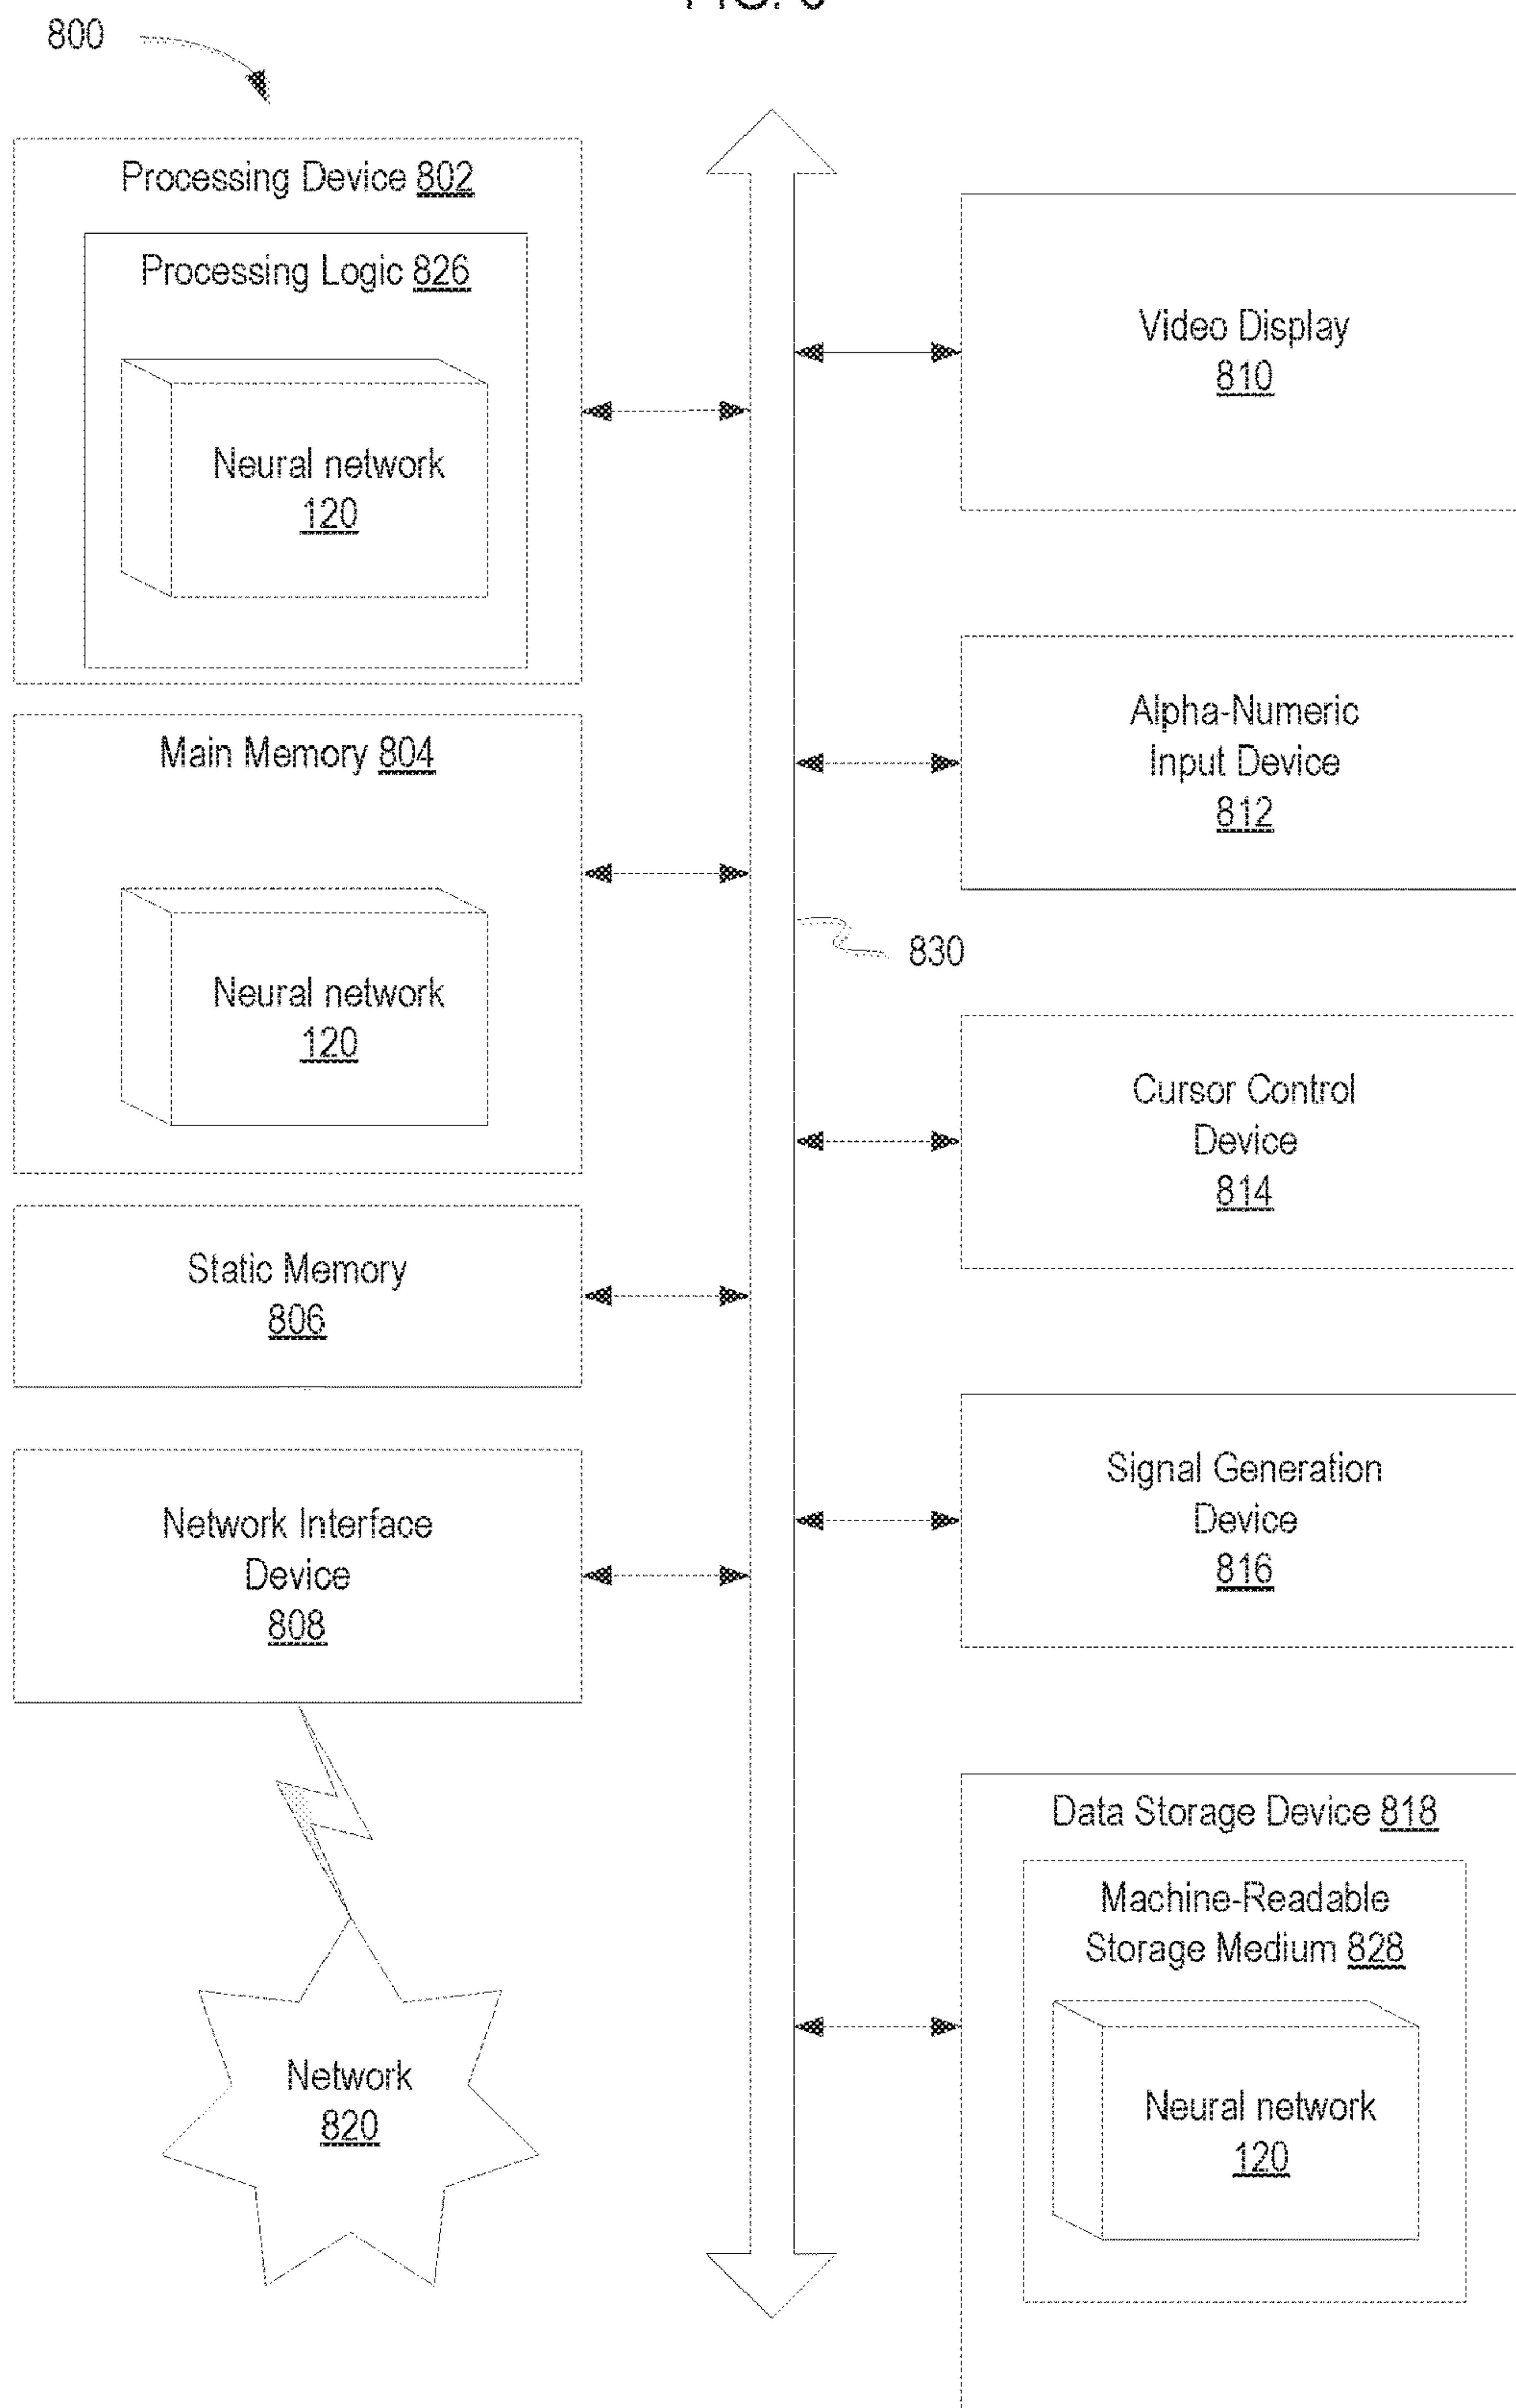 800
Processing Device 802
Processing Logic 826
Neural network
120
Main Memory 804
Neural network
120
Static Memory
806
Network Interface
Device
808
Network
820
830
Video Display
810
Alpha-Numeric
Input Device
812
Cursor Control
Device
814
Signal Generation
Device
816
Data Storage Device 818
Machine-Readable
Storage Medium 828
Neural network
120